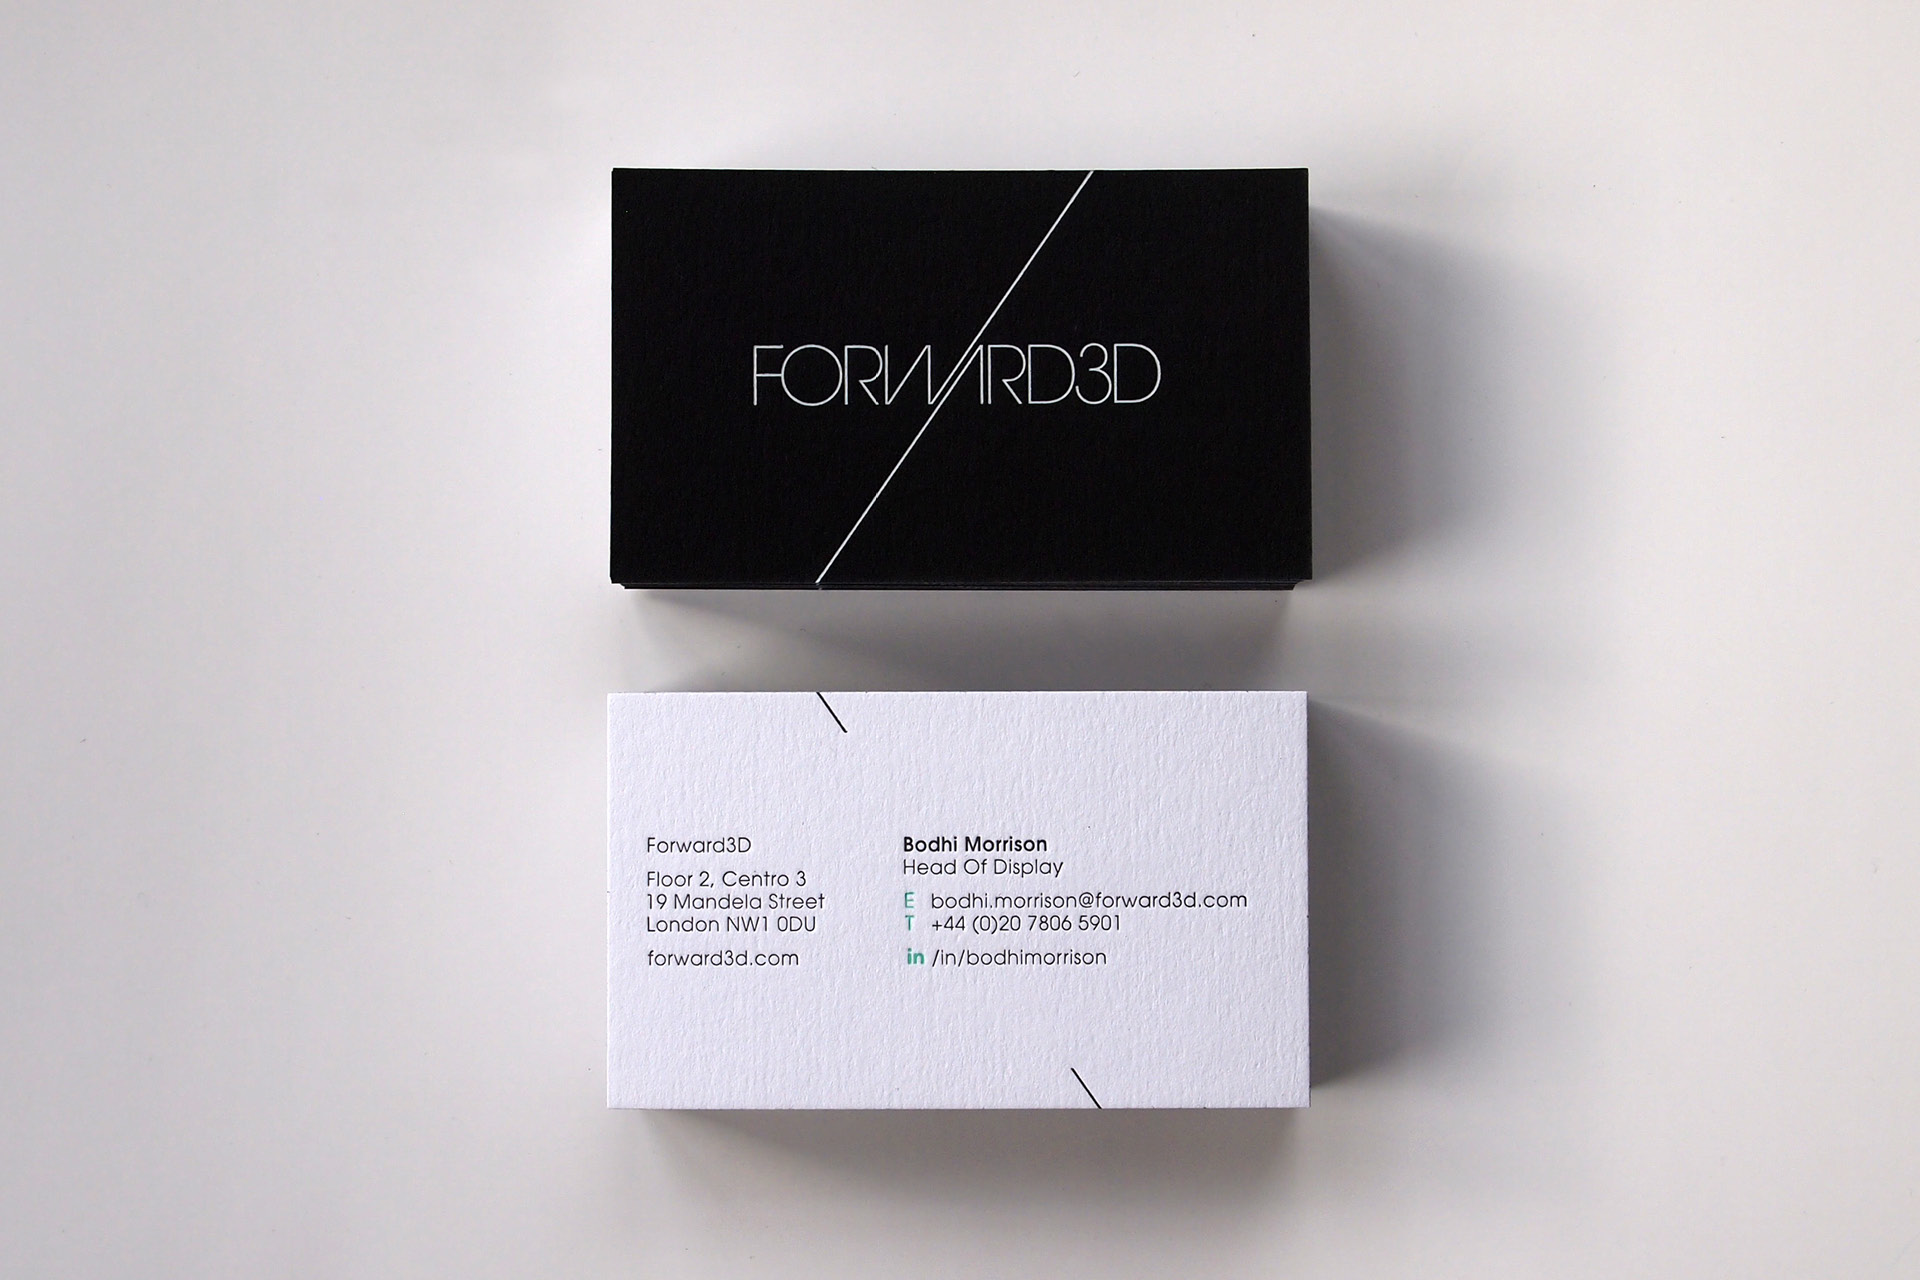 FORWARD3D
Forward3D
Floor 2, Centro 3
19 Mandela Street
London NW1 0DU
forward3d.com
Bodhi Morrison
Head Of Display
E bodhi.morrison@forward3d.com
T +44 (0)20 7806 5901
in /in/bodhimorrison